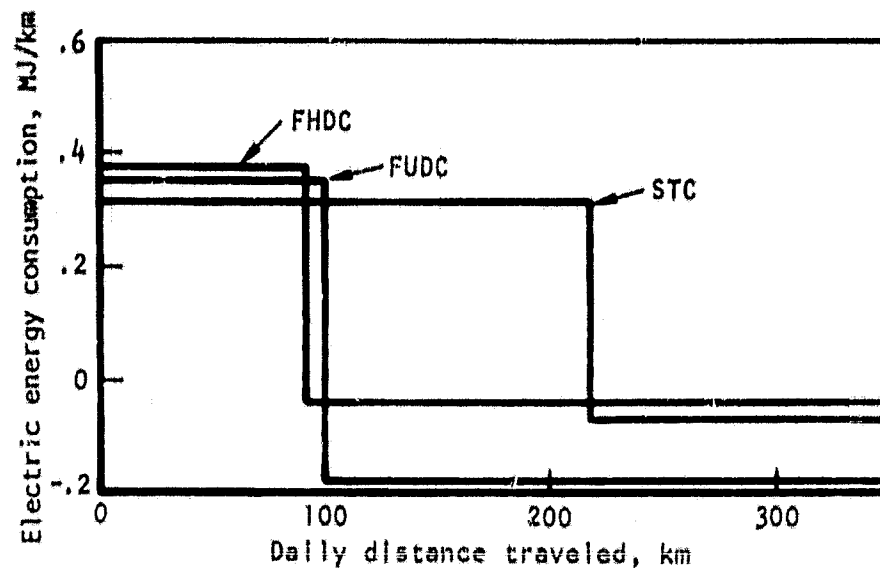 Electric energy consumption, MJ/km
.6
.4
.2
0
-.2
FHDC
FUDC
STC
0 100 200 300
Daily distance traveled, km